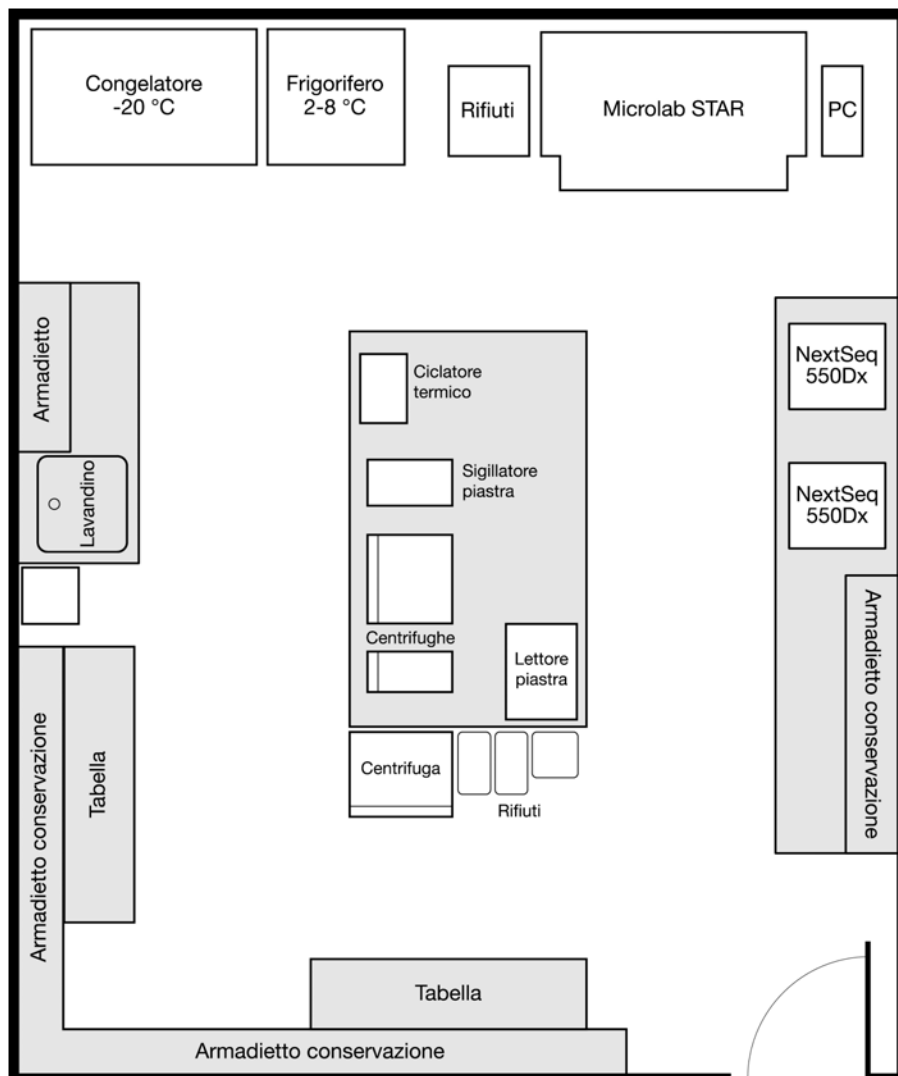 Congelatore
-20 °C
Frigorifero
2-8 °C
Rifiuti
Microlab STAR
PC
Armadietto
Lavandino
Ciclatore
termico
Sigillatore
piastra
Centrifughe
Lettore
piastra
Centrifuga
Rifiuti
NextSeq
550Dx
NextSeq
550Dx
Armadietto conservazione
Armadietto conservazione
Tabella
Tabella
Armadietto conservazione